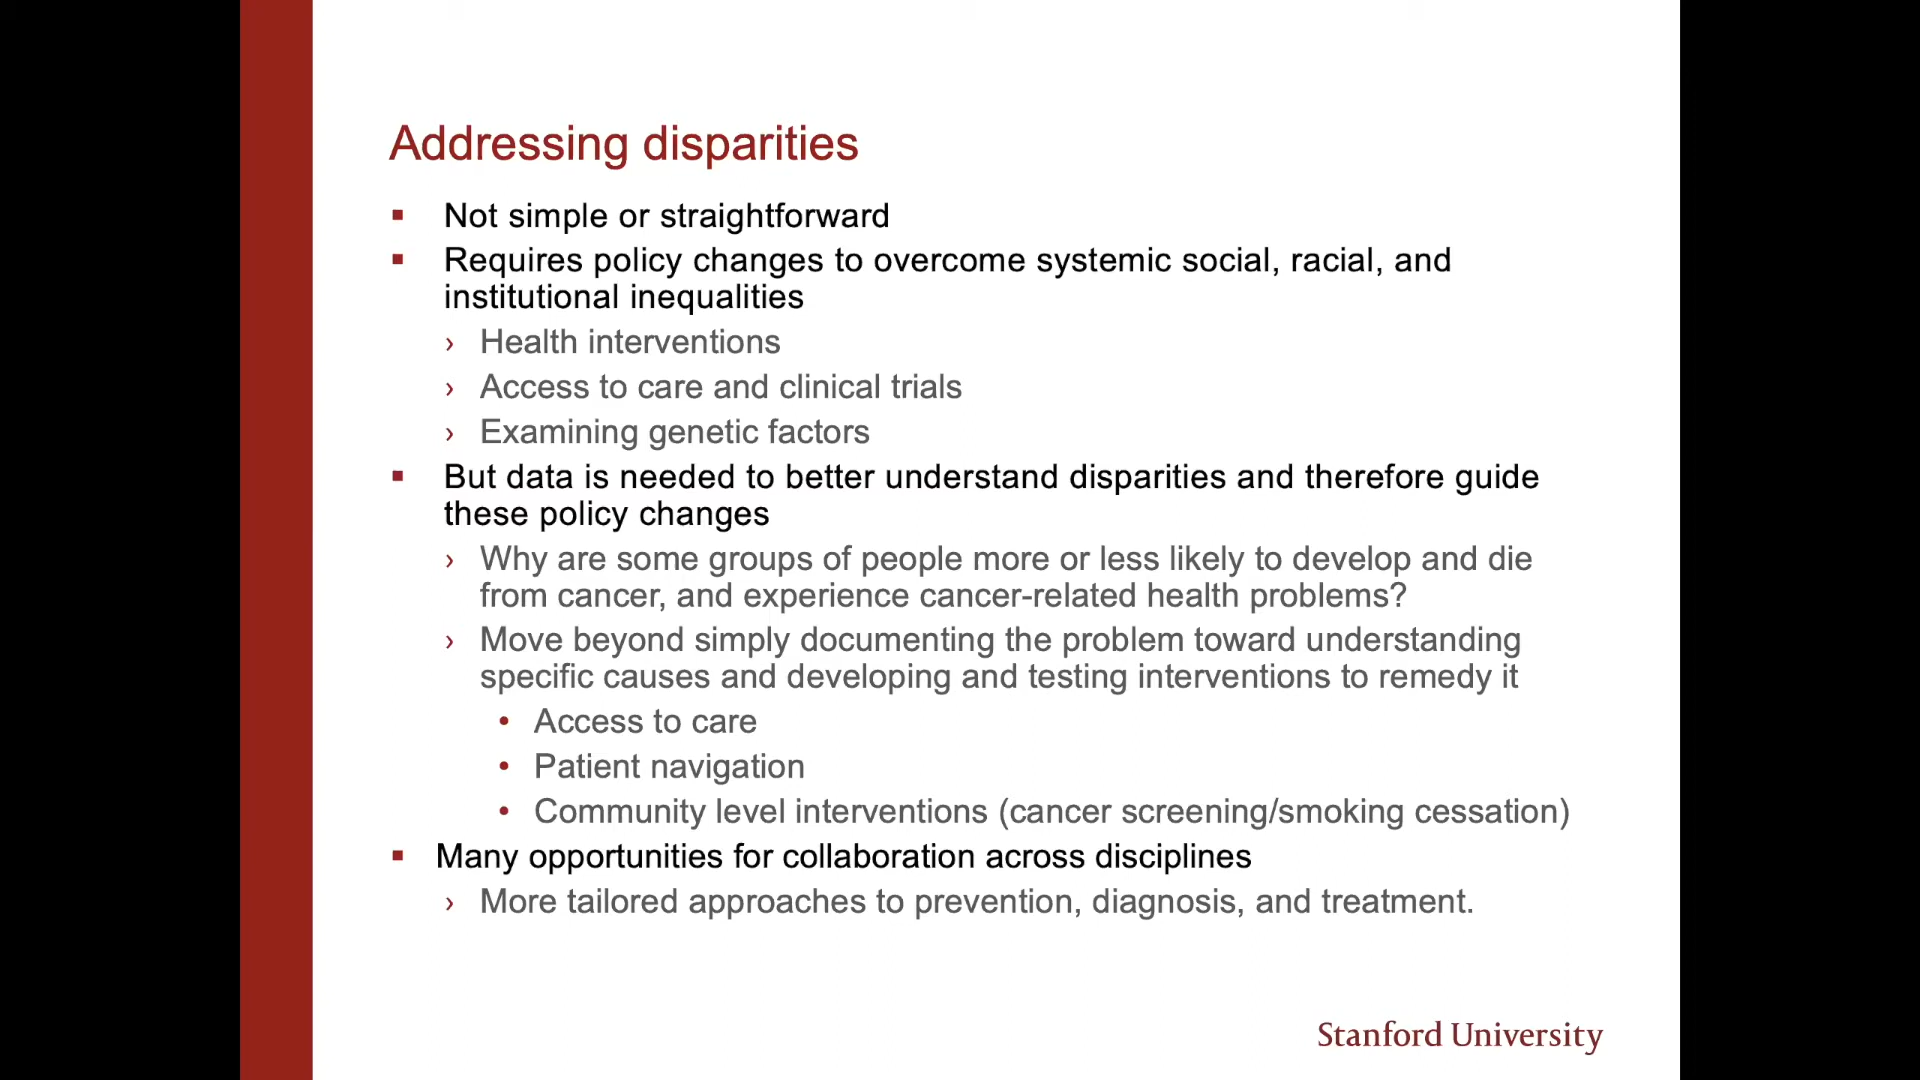 Addressing disparities
▪ Not simple or straightforward
▪ Requires policy changes to overcome systemic social, racial, and
institutional inequalities
› Health interventions
› Access to care and clinical trials
› Examining genetic factors
▪ But data is needed to better understand disparities and therefore guide
these policy changes
› Why are some groups of people more or less likely to develop and die
from cancer, and experience cancer-related health problems?
› Move beyond simply documenting the problem toward understanding
specific causes and developing and testing interventions to remedy it
• Access to care
• Patient navigation
• Community level interventions (cancer screening/smoking cessation)
▪ Many opportunities for collaboration across disciplines
› More tailored approaches to prevention, diagnosis, and treatment.
Stanford University